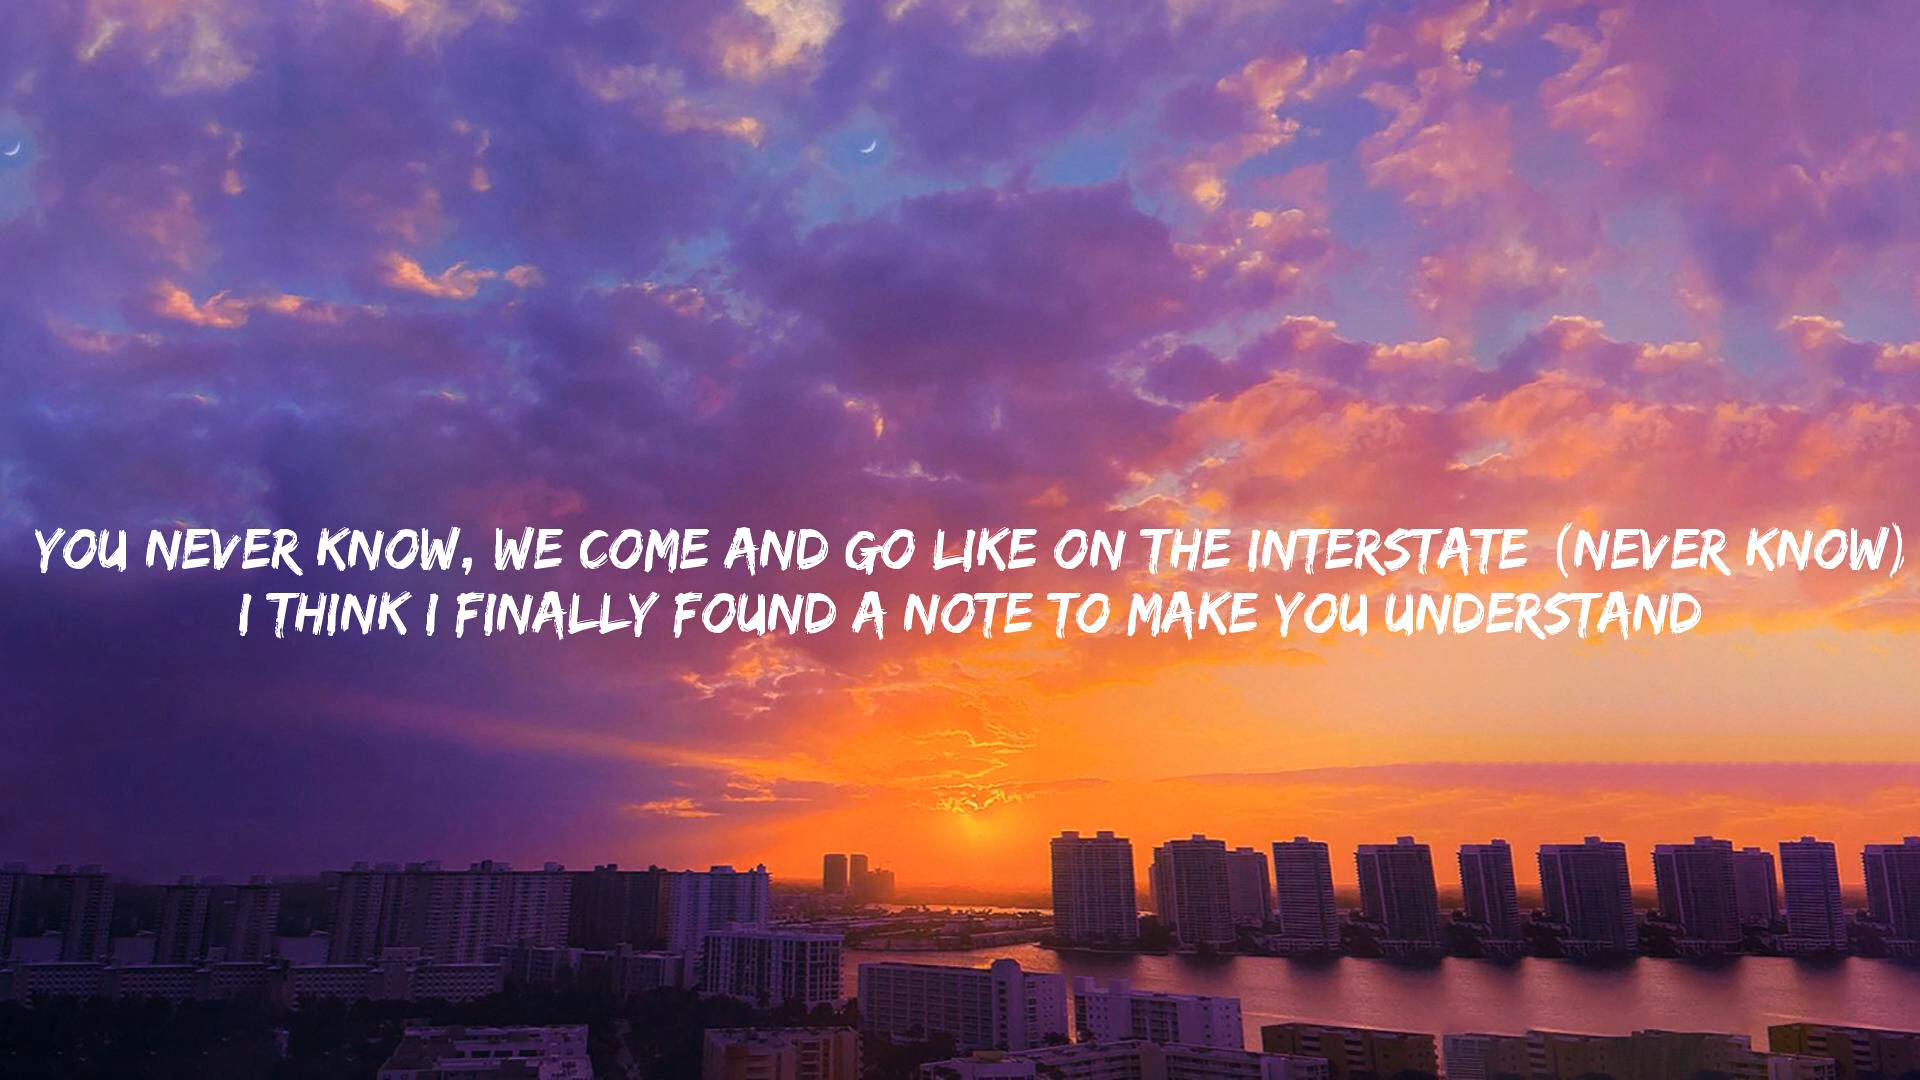 YOU NEVER KNOW, WE COME AND GO LIKE ON THE INTERSTATE (NEVER KNOW)
I THINK I FINALLY FOUND A NOTE TO MAKE YOU UNDERSTAND